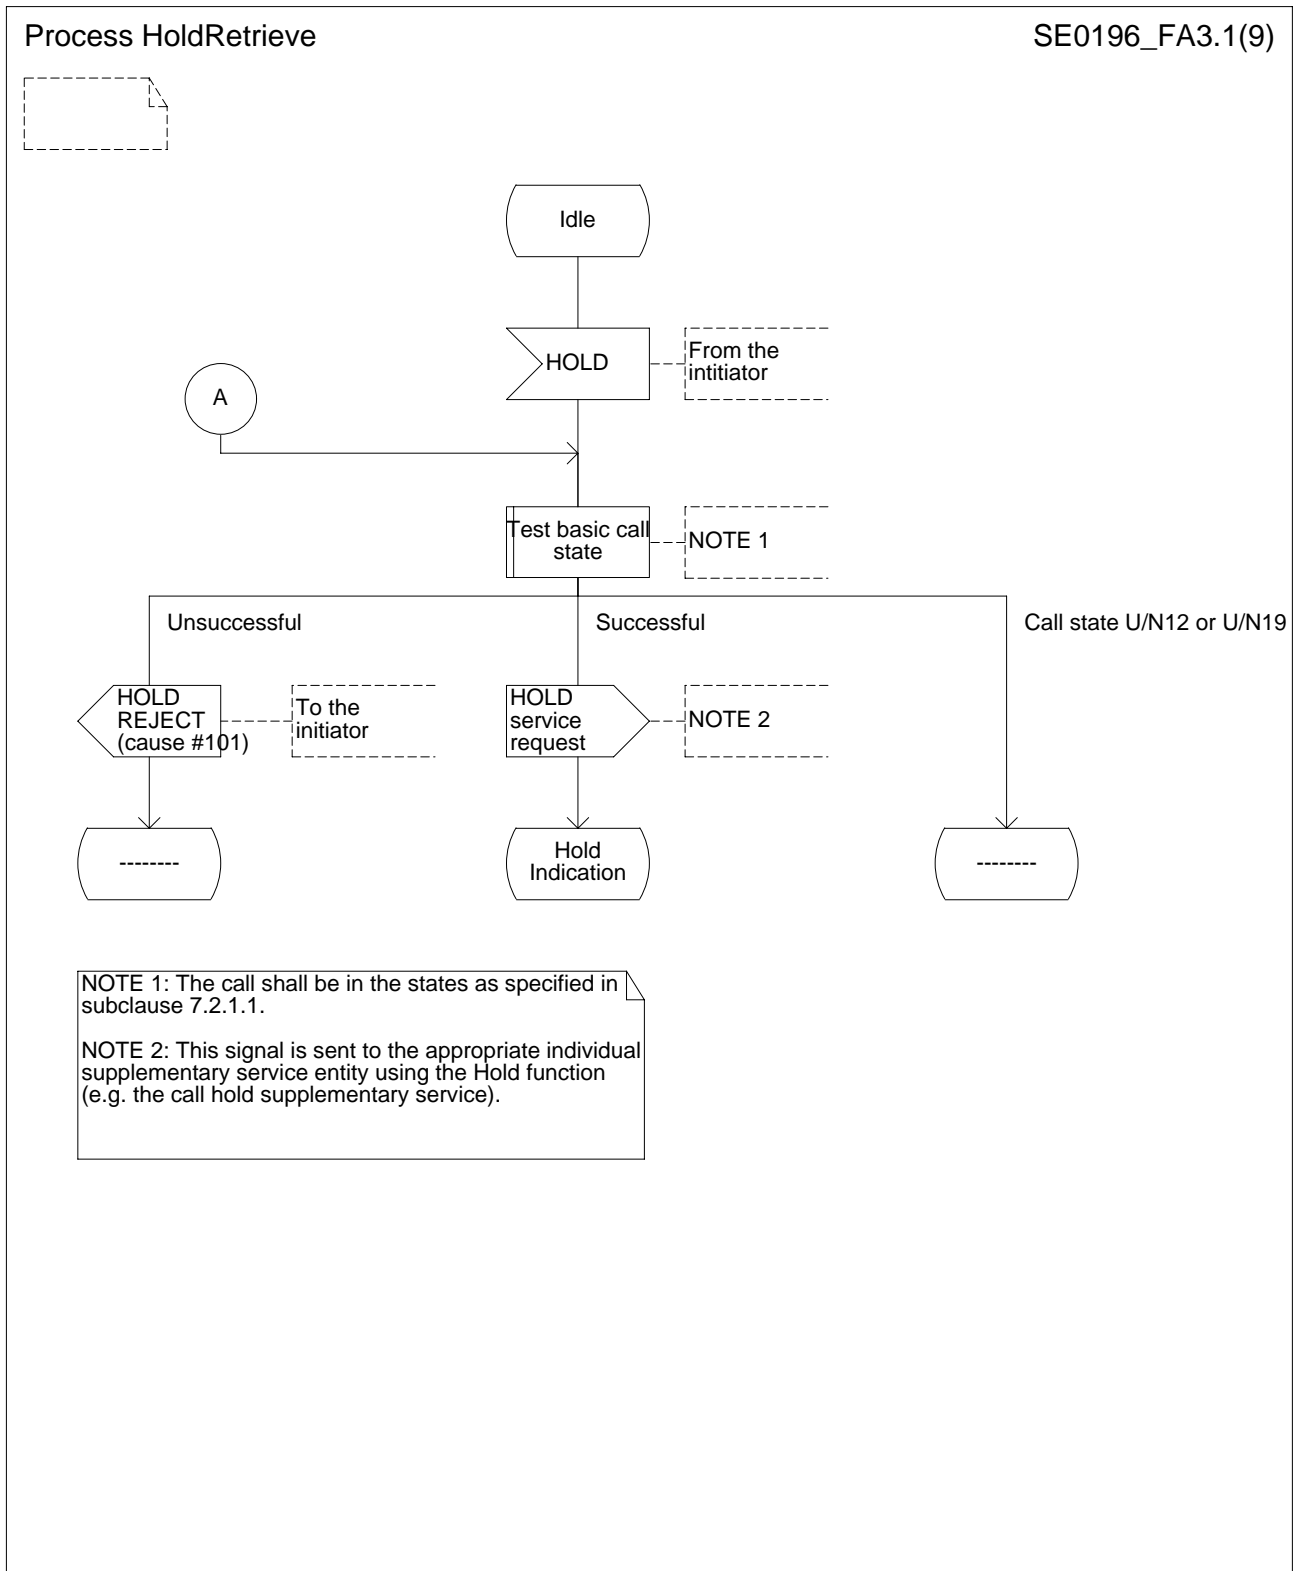 Process HoldRetrieve
SE0196_FA3.1(9)
Idle
HOLD
From the
intitiator
A
Test basic call
state
NOTE 1
Unsuccessful
Successful
Call state U/N12 or U/N19
HOLD
REJECT
(cause #101)
To the
initiator
HOLD
service
request
NOTE 2
--------
Hold
Indication
--------
NOTE 1: The call shall be in the states as specified in
subclause 7.2.1.1.
NOTE 2: This signal is sent to the appropriate individual
supplementary service entity using the Hold function
(e.g. the call hold supplementary service).